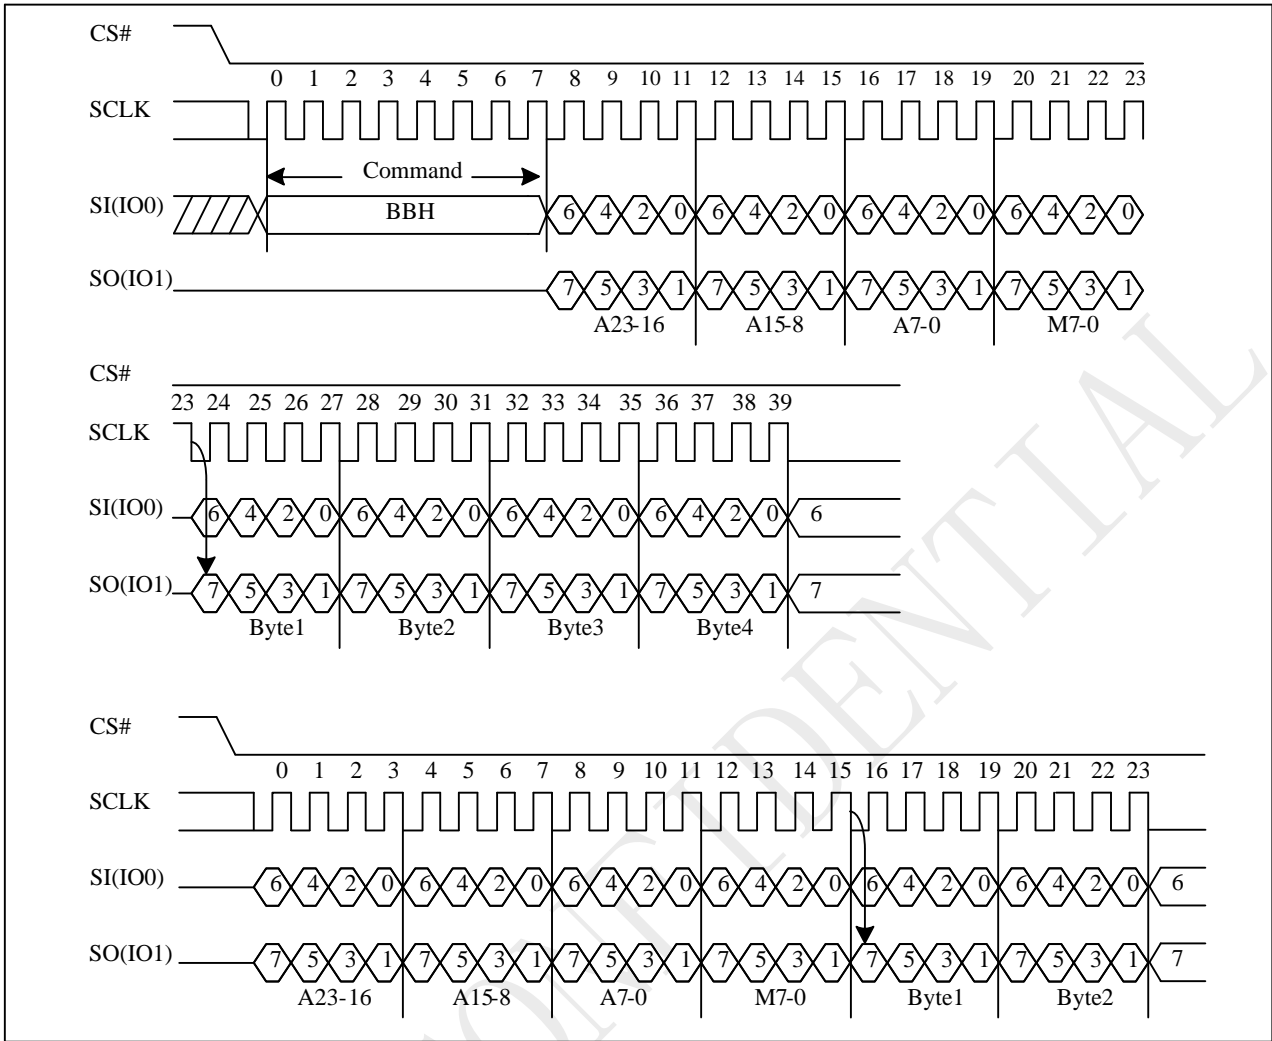 CS#
0 1 2 3 4 5 6 7 8 9 10 11 12 13 14 15 16 17 18 19 20 21 22 23
SCLK
Command
SI(IO0) BBH 6 4 2 0 6 4 2 0 6 4 2 0 6 4 2 0
SO(IO1) 7 5 3 1 7 5 3 1 7 5 3 1 7 5 3 1
A23-16 A15-8 A7-0 M7-0
CS#
23 24 25 26 27 28 29 30 31 32 33 34 35 36 37 38 39
SCLK
SI(IO0) 6 4 2 0 6 4 2 0 6 4 2 0 6 4 2 0 6
SO(IO1) 7 5 3 1 7 5 3 1 7 5 3 1 7 5 3 1 7
Byte1 Byte2 Byte3 Byte4
CS#
0 1 2 3 4 5 6 7 8 9 10 11 12 13 14 15 16 17 18 19 20 21 22 23
SCLK
SI(IO0) 6 4 2 0 6 4 2 0 6 4 2 0 6 4 2 0 6 4 2 0 6 4 2 0 6
SO(IO1) 7 5 3 1 7 5 3 1 7 5 3 1 7 5 3 1 7 5 3 1 7 5 3 1 7
A23-16 A15-8 A7-0 M7-0 Byte1 Byte2
ONFIDENTIAL